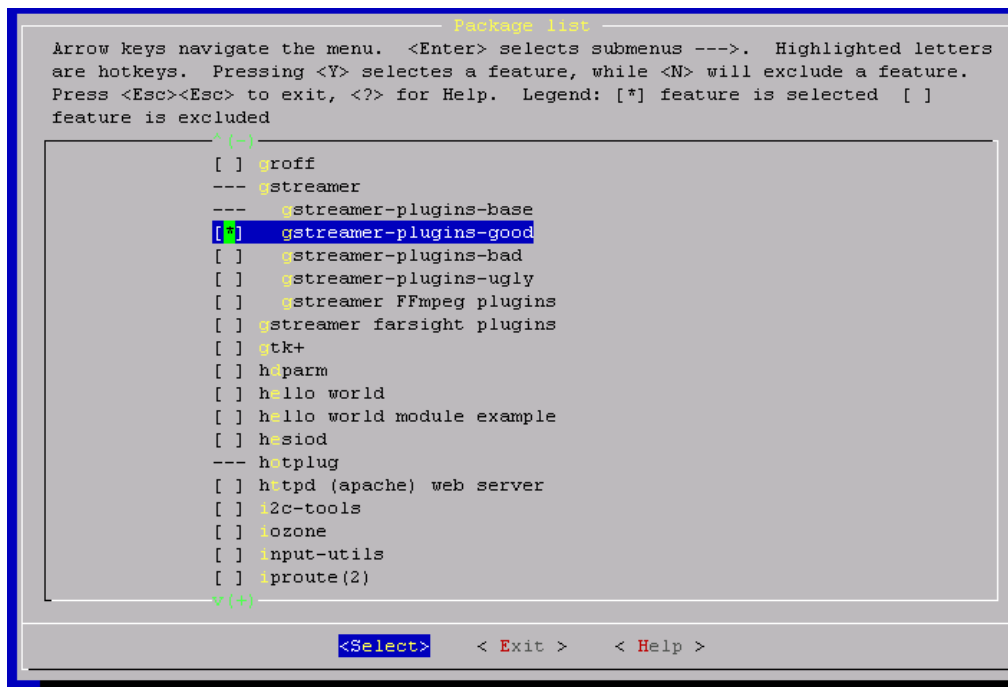 Package list
Arrow keys navigate the menu.  <Enter> selects submenus --->.  Highlighted letters
are hotkeys.  Pressing <Y> selectes a feature, while <N> will exclude a feature.
Press <Esc><Esc> to exit, <?> for Help.  Legend: [*] feature is selected  [ ]
feature is excluded
^(-)
[ ] groff
--- gstreamer
---   gstreamer-plugins-base
[*]   gstreamer-plugins-good
[ ]   gstreamer-plugins-bad
[ ]   gstreamer-plugins-ugly
[ ]   gstreamer FFmpeg plugins
[ ] gstreamer farsight plugins
[ ] gtk+
[ ] hdparm
[ ] hello world
[ ] hello world module example
[ ] hesiod
--- hotplug
[ ] httpd (apache) web server
[ ] i2c-tools
[ ] iozone
[ ] input-utils
[ ] iproute(2)
v(+)
<Select>    < Exit >    < Help >